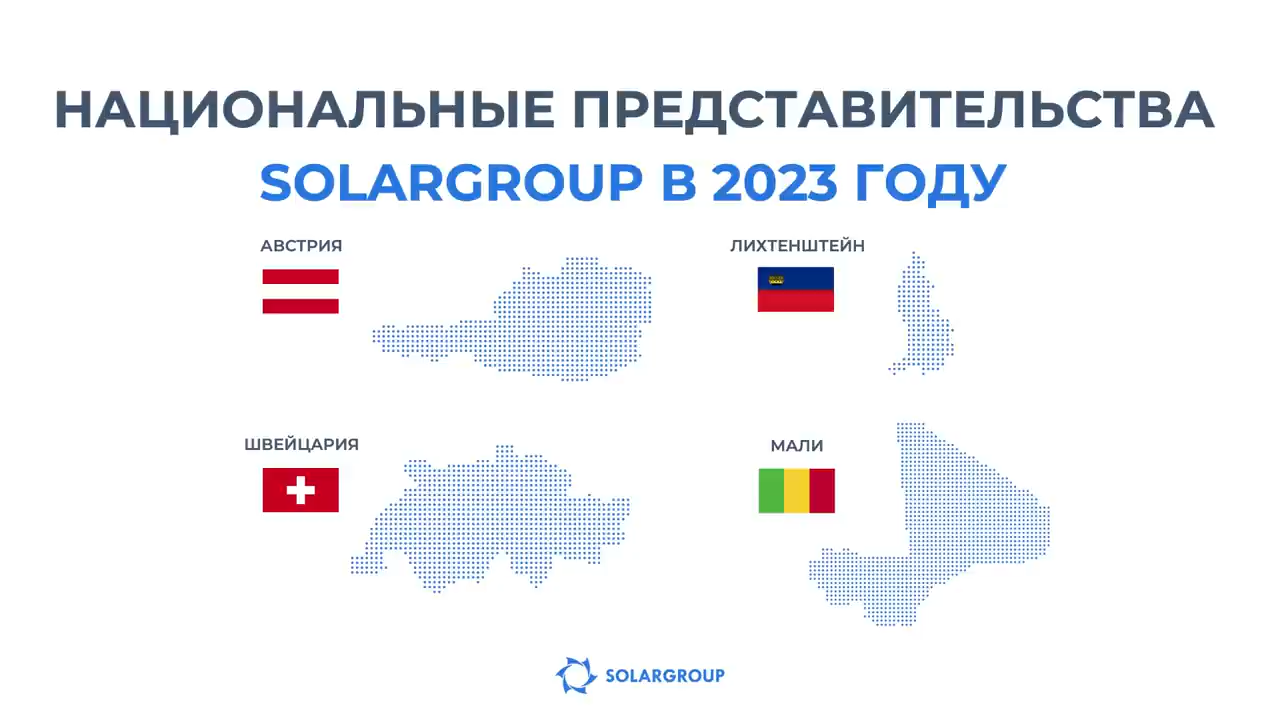 НАЦИОНАЛЬНЫЕ ПРЕДСТАВИТЕЛЬСТВА
SOLARGROUP В 2023 ГОДУ
АВСТРИЯ
ЛИХТЕНШТЕЙН
ШВЕЙЦАРИЯ
МАЛИ
SOLARGROUP